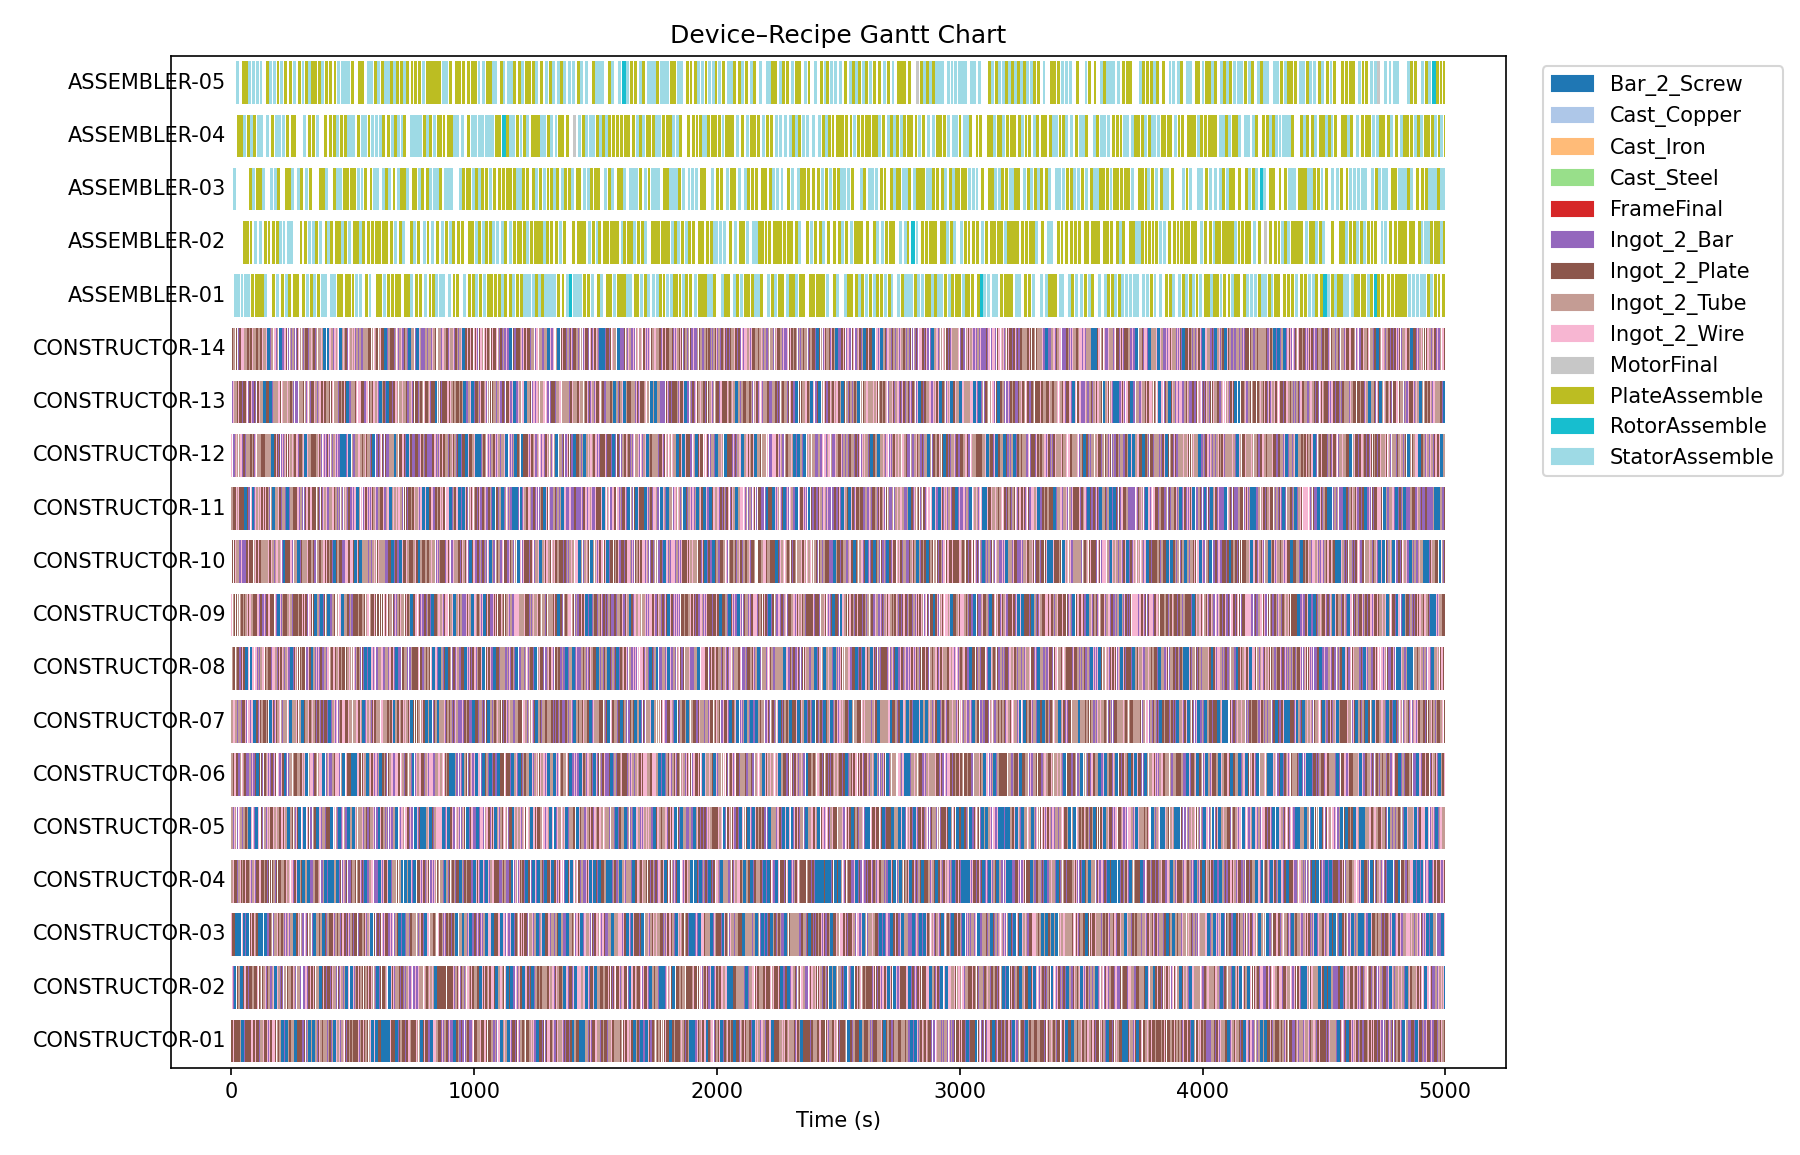 Device–Recipe Gantt Chart
ASSEMBLER-05
ASSEMBLER-04
ASSEMBLER-03
ASSEMBLER-02
ASSEMBLER-01
CONSTRUCTOR-14
CONSTRUCTOR-13
CONSTRUCTOR-12
CONSTRUCTOR-11
CONSTRUCTOR-10
CONSTRUCTOR-09
CONSTRUCTOR-08
CONSTRUCTOR-07
CONSTRUCTOR-06
CONSTRUCTOR-05
CONSTRUCTOR-04
CONSTRUCTOR-03
CONSTRUCTOR-02
CONSTRUCTOR-01
0 1000 2000 3000 4000 5000
Time (s)
Bar_2_Screw
Cast_Copper
Cast_Iron
Cast_Steel
FrameFinal
Ingot_2_Bar
Ingot_2_Plate
Ingot_2_Tube
Ingot_2_Wire
MotorFinal
PlateAssemble
RotorAssemble
StatorAssemble